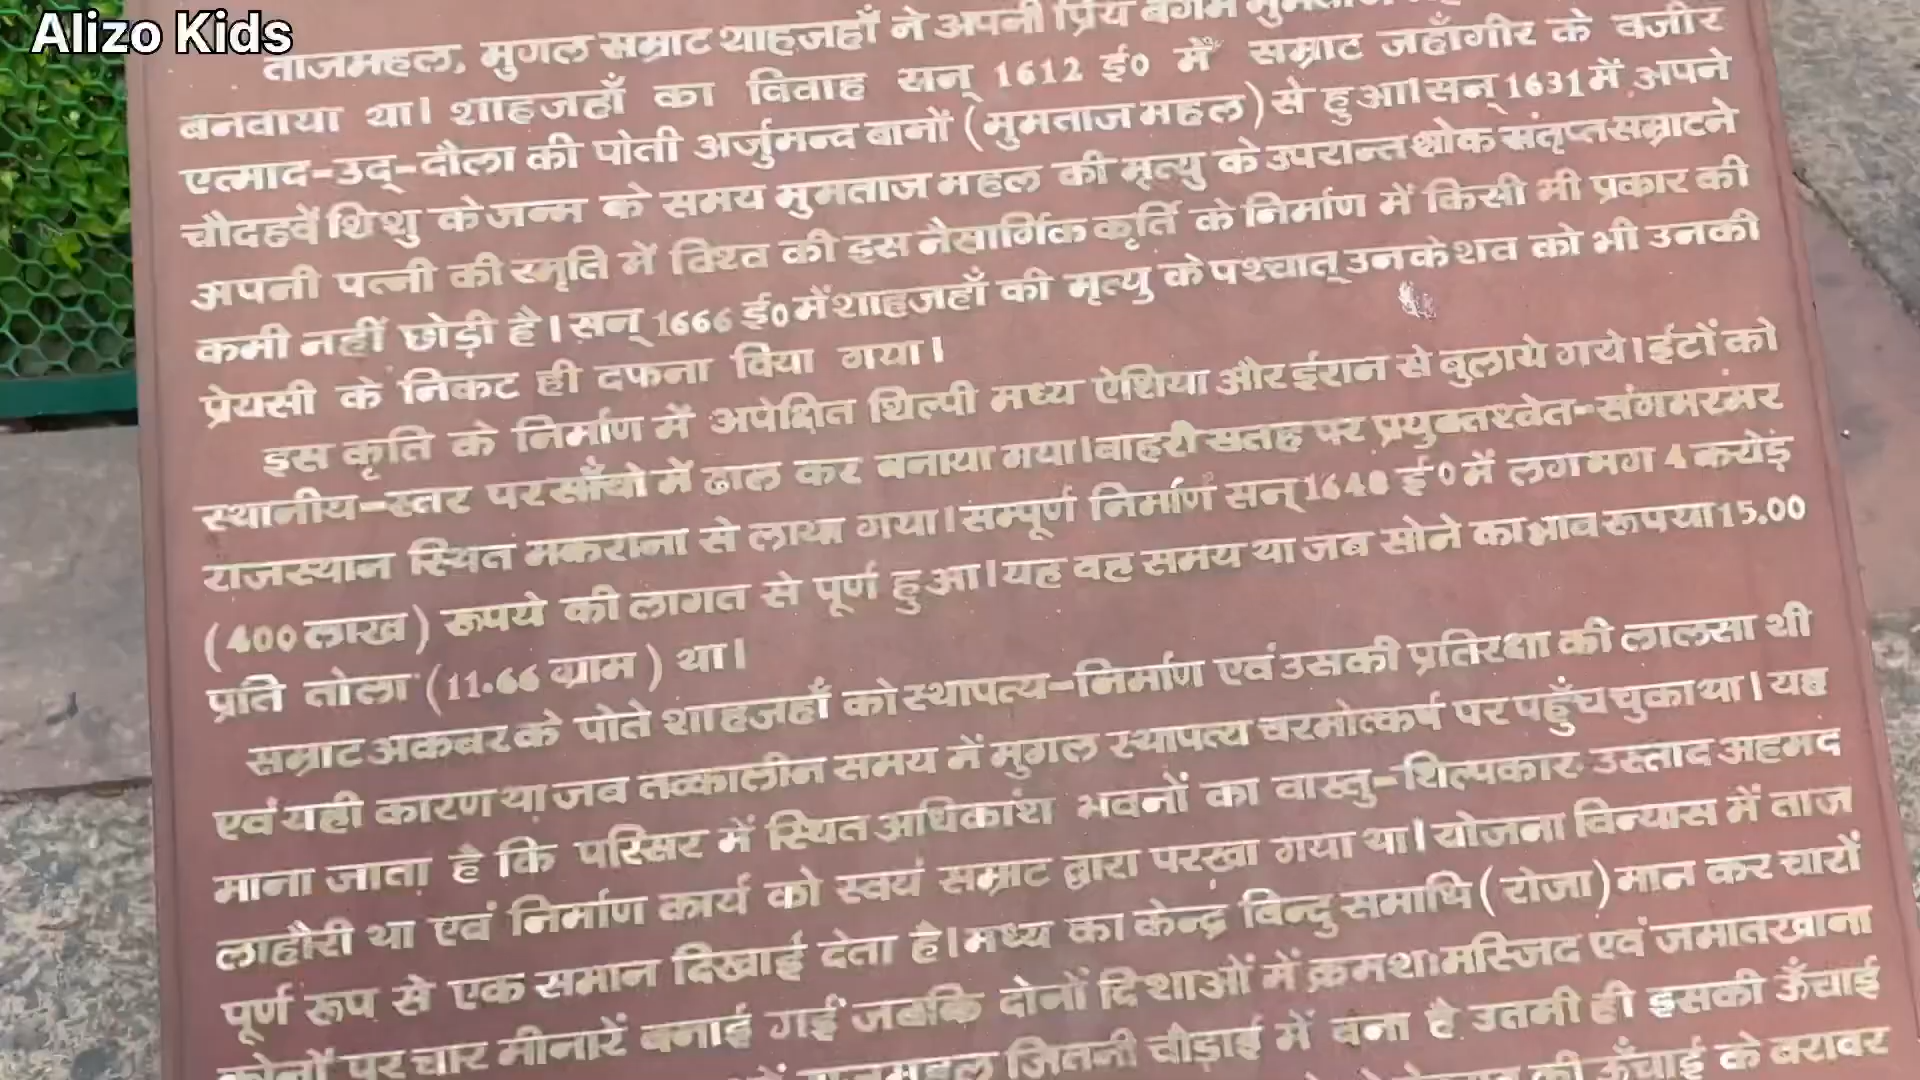 Alizo Kids
ताजमहल, मुगल सम्राट शाहजहाँ ने अपनी प्रिय बेगम
बनवाया था। शाहजहाँ का विवाह सन् 1612 ई0 में सम्राट जहाँगीर के वजीर
एत्माद-उद्-दौला की पोती अर्जुमन्द बानों (मुमताज महल) से हुआ। सन् 1631 में अपने
चौदहवें शिशु के जन्म के समय मुमताज महल की मृत्यु के उपरान्त शोक संतृप्त सम्राट ने
अपनी पत्नी की स्मृति में विश्व की इस नैसार्गिक कृर्ति के निर्माण में किसी भी प्रकार की
कमी नहीं छोड़ी है। सन् 1666 ई0 में शाहजहाँ की मृत्यु के पश्चात् उनके शव को भी उनकी
प्रेयसी के निकट ही दफना दिया गया।
इस कृति के निर्माण में अपेक्षित शिल्पी मध्य ऐशिया और ईरान से बुलाये गये। ईटों को
स्थानीय-स्तर पर साँचो में ढाल कर बनाया गया। बाहरी सतह पर प्रयुक्त श्वेत-संगमरमर
राजस्थान स्थित मकराना से लाया गया। सम्पूर्ण निर्माण सन् 1648 ई0 में लगभग 4 करोड़
(400 लाख) रूपये की लागत से पूर्ण हुआ। यह वह समय था जब सोने का भाव रूपया 15.00
प्रति तोला (11.66 ग्राम) था।
सम्राट अकबर के पोते शाहजहाँ को स्थापत्य-निर्माण एवं उसकी प्रतिरक्षा की लालसा थी
एवं यही कारण था जब तत्कालीन समय में मुगल स्थापत्य चरमोत्कर्ष पर पहुँच चुका था। यह
माना जाता है कि परिसर में स्थित अधिकांश भवनों का वास्तु-शिल्पकार उस्ताद अहमद
लाहौरी था एवं निर्माण कार्य को स्वयं सम्राट द्वारा परखा गया था। योजना विन्यास में ताज
पूर्ण रूप से एक समान दिखाई देता है। मध्य का केन्द्र बिन्दु समाधि (रोजा) मान कर चारों
कोनों पर चार मीनारें बनाई गई जबकि दोनों दिशाओं में क्रमशः मस्जिद एवं जमातखाना
जितनी चौड़ाई में बना है उतनी ही इसकी ऊँचाई
की ऊँचाई के बराबर